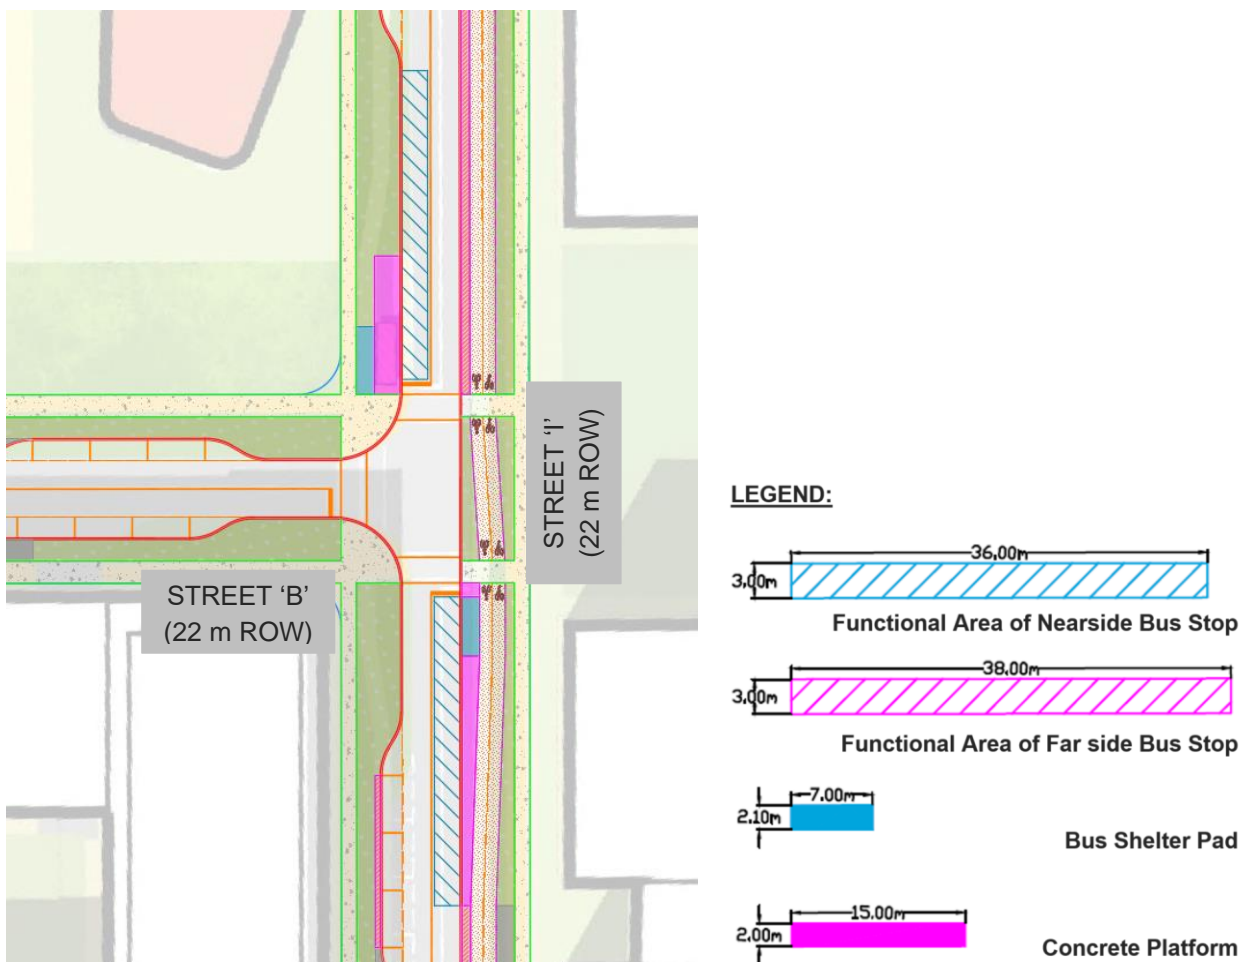 STREET ‘I’
(22 m ROW)
STREET ‘B’
(22 m ROW)
LEGEND:
36.00m
3.00m
Functional Area of Nearside Bus Stop
38.00m
3.00m
Functional Area of Far side Bus Stop
7.00m
2.10m
Bus Shelter Pad
15.00m
2.00m
Concrete Platform